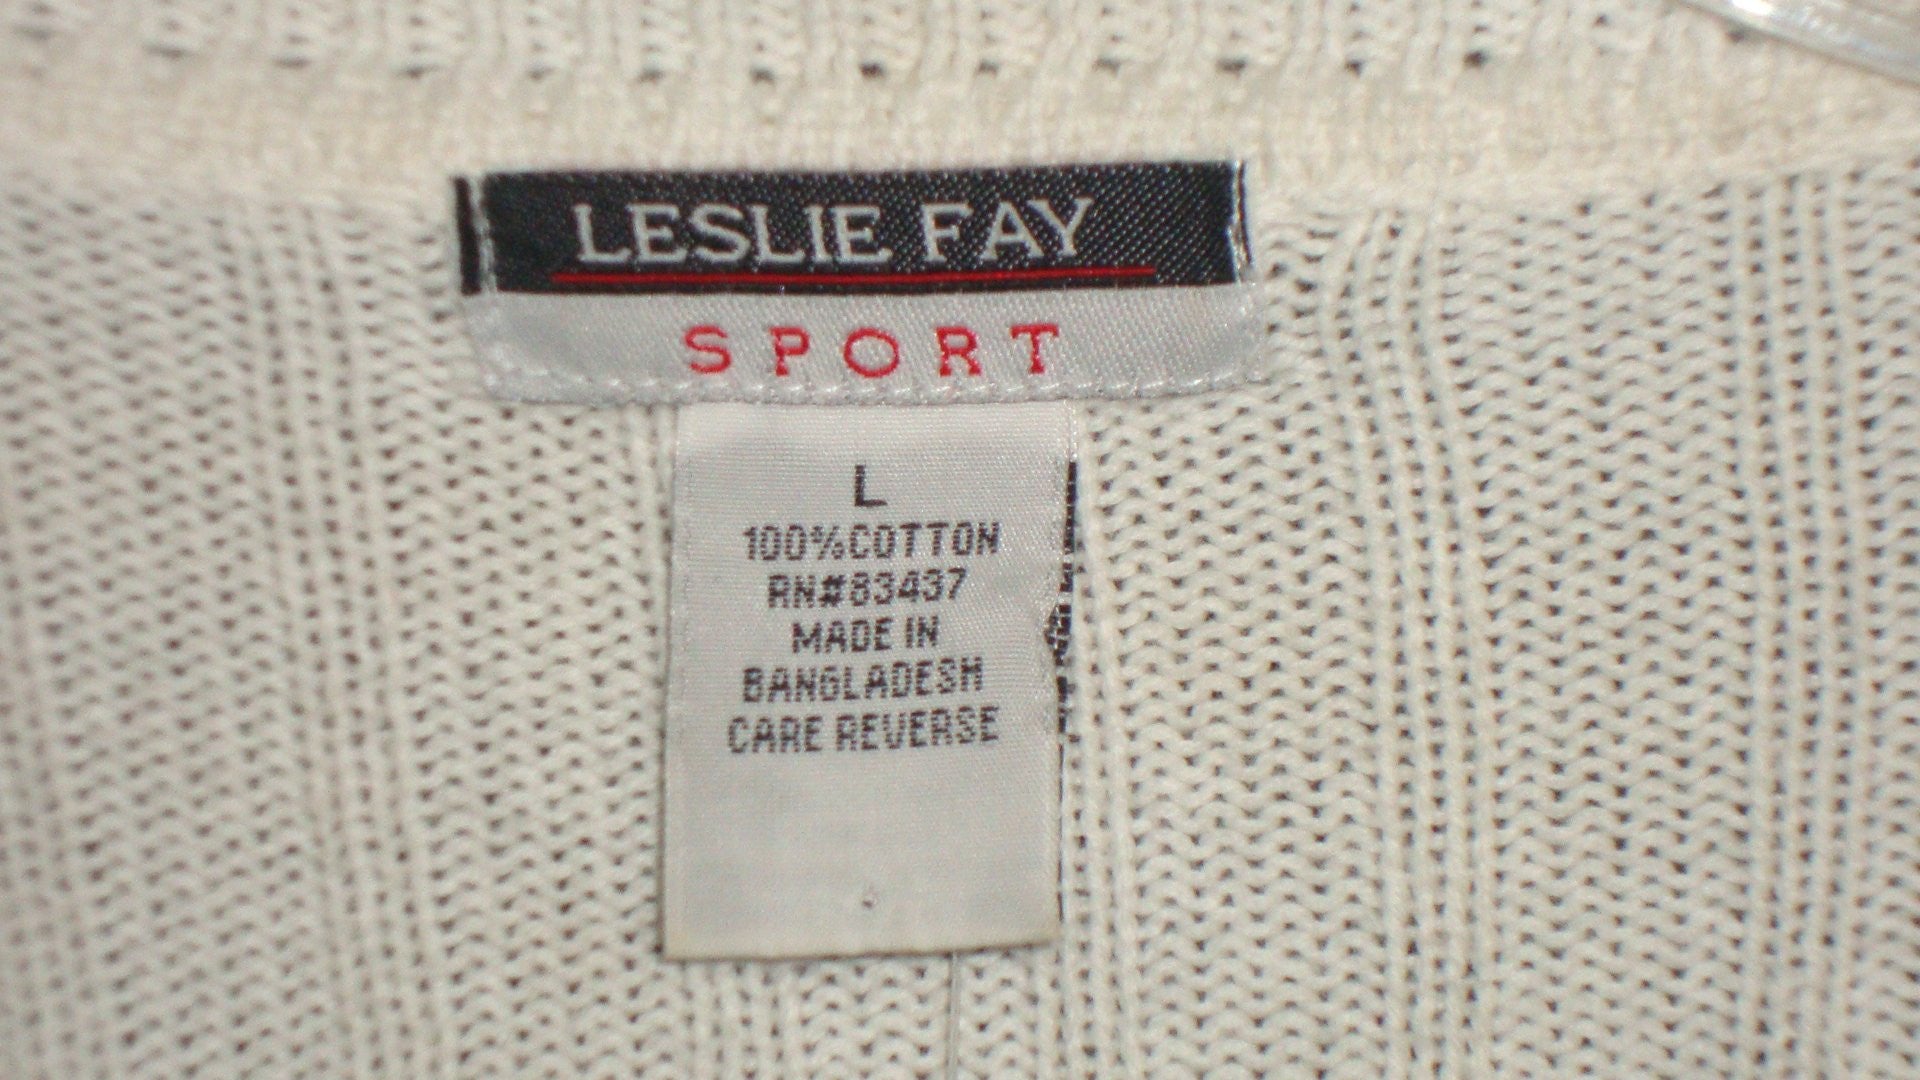 LESLIE FAY
SPORT
L
100%COTTON
RN#83437
MADE IN
BANGLADESH
CARE REVERSE